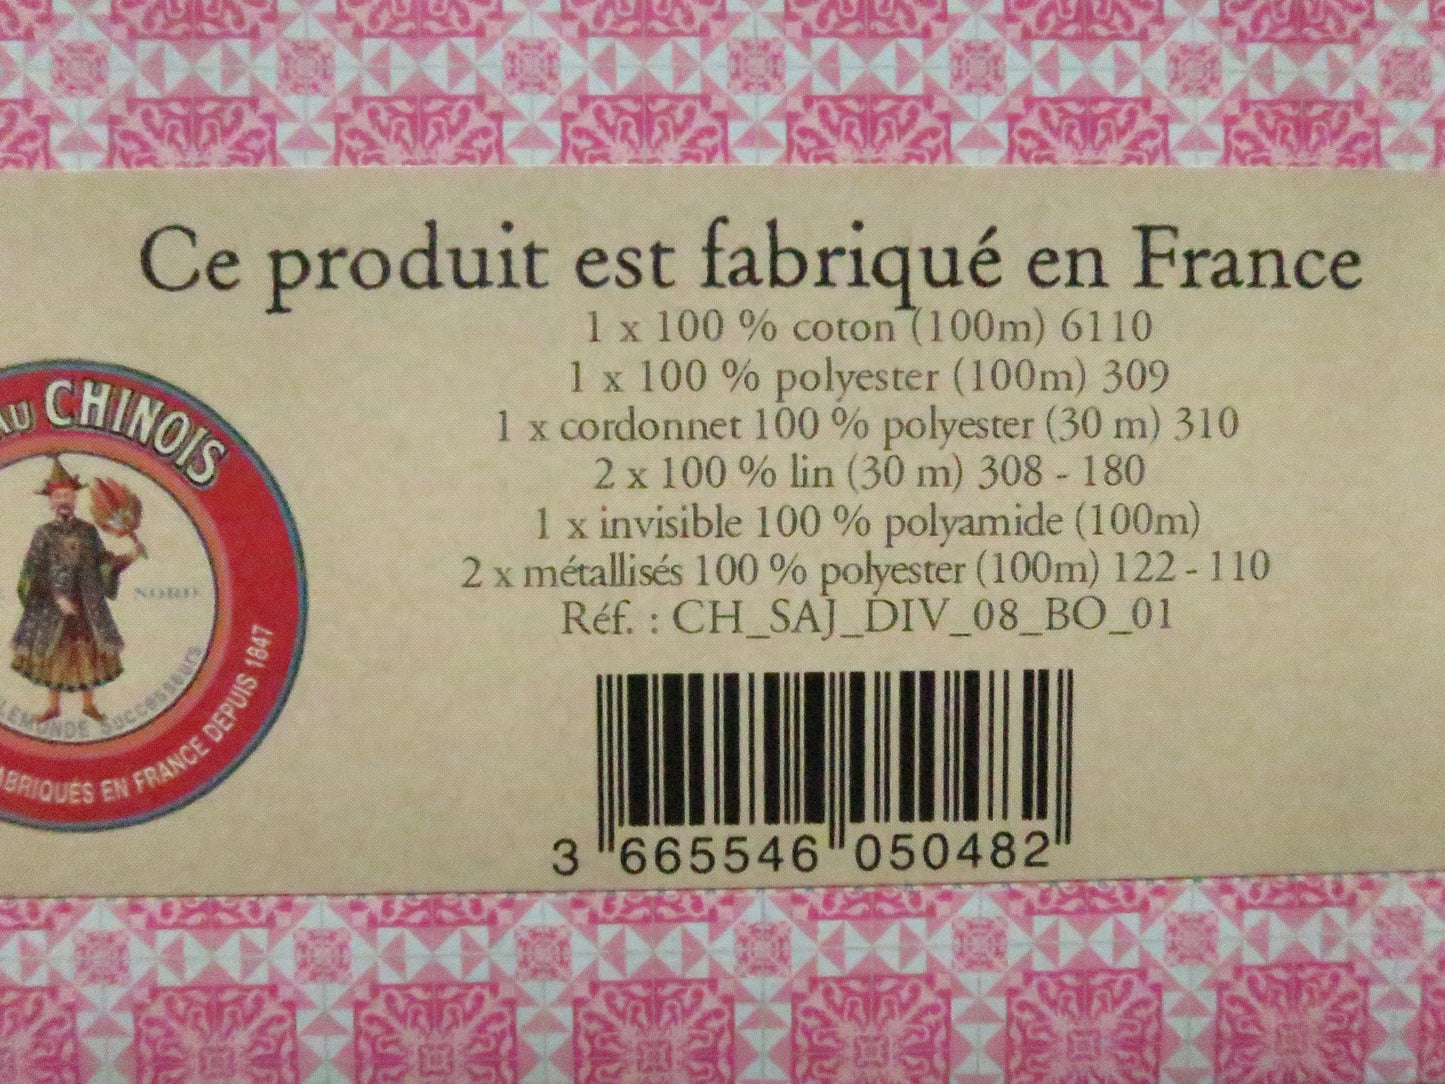 Ce produit est fabriqué en France
1 x 100 % coton (100m) 6110
1 x 100 % polyester (100m) 309
1 x cordonnet 100 % polyester (30 m) 310
2 x 100 % lin (30 m) 308 - 180
1 x invisible 100 % polyamide (100m)
2 x métallisés 100 % polyester (100m) 122 - 110
Réf. : CH_SAJ_DIV_08_BO_01
AU CHINOIS
NORD
Successeurs
EN FRANCE DEPUIS 1847
3 665546 050482